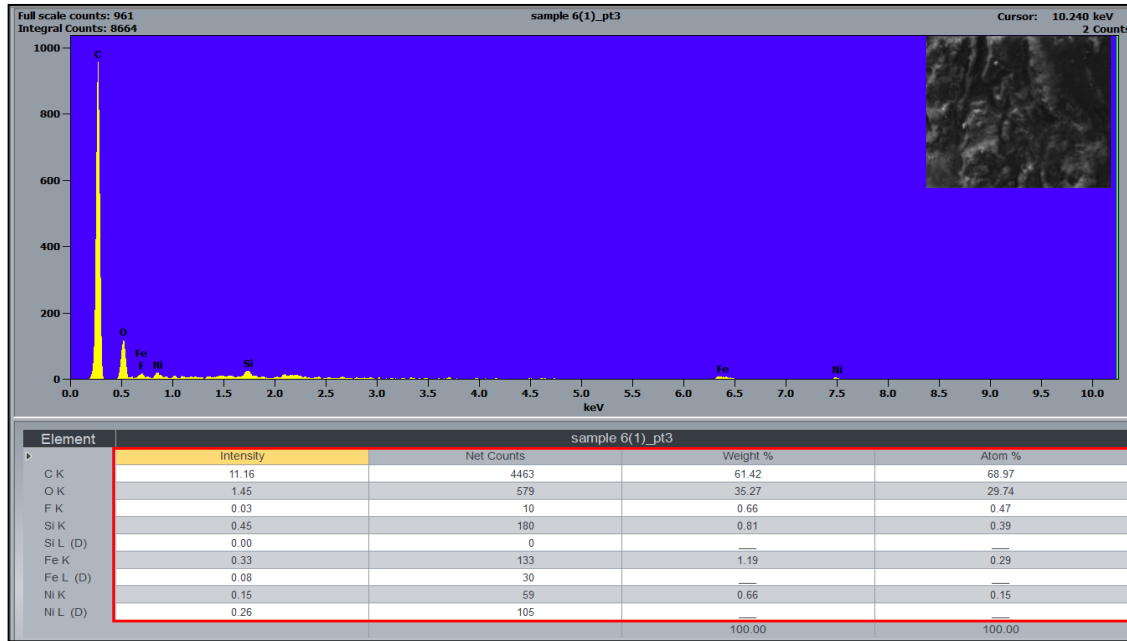 Full scale counts: 961 sample 6(1)_pt3 Cursor: 10.240 keV
Integral Counts: 8664 2 Counts
1000
C
800
600
400
200
O
Fe
F Ni Si Fe Ni
0
0.0 0.5 1.0 1.5 2.0 2.5 3.0 3.5 4.0 4.5 5.0 5.5 6.0 6.5 7.0 7.5 8.0 8.5 9.0 9.5 10.0
keV
Element sample 6(1)_pt3
Intensity Net Counts Weight % Atom %
C K 11.16 4463 61.42 68.97
O K 1.45 579 35.27 29.74
F K 0.03 10 0.66 0.47
Si K 0.45 180 0.81 0.39
Si L (D) 0.00 0 ___ ___
Fe K 0.33 133 1.19 0.29
Fe L (D) 0.08 30 ___ ___
Ni K 0.15 59 0.66 0.15
Ni L (D) 0.26 105 ___ ___
100.00 100.00